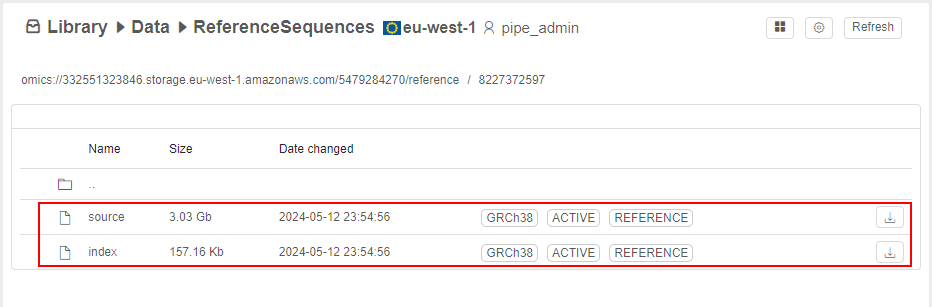 Library Data ReferenceSequences eu-west-1 pipe_admin Refresh
omics://332551323846.storage.eu-west-1.amazonaws.com/5479284270/reference / 8227372597
Name Size Date changed
..
source 3.03 Gb 2024-05-12 23:54:56 GRCh38 ACTIVE REFERENCE
index 157.16 Kb 2024-05-12 23:54:56 GRCh38 ACTIVE REFERENCE